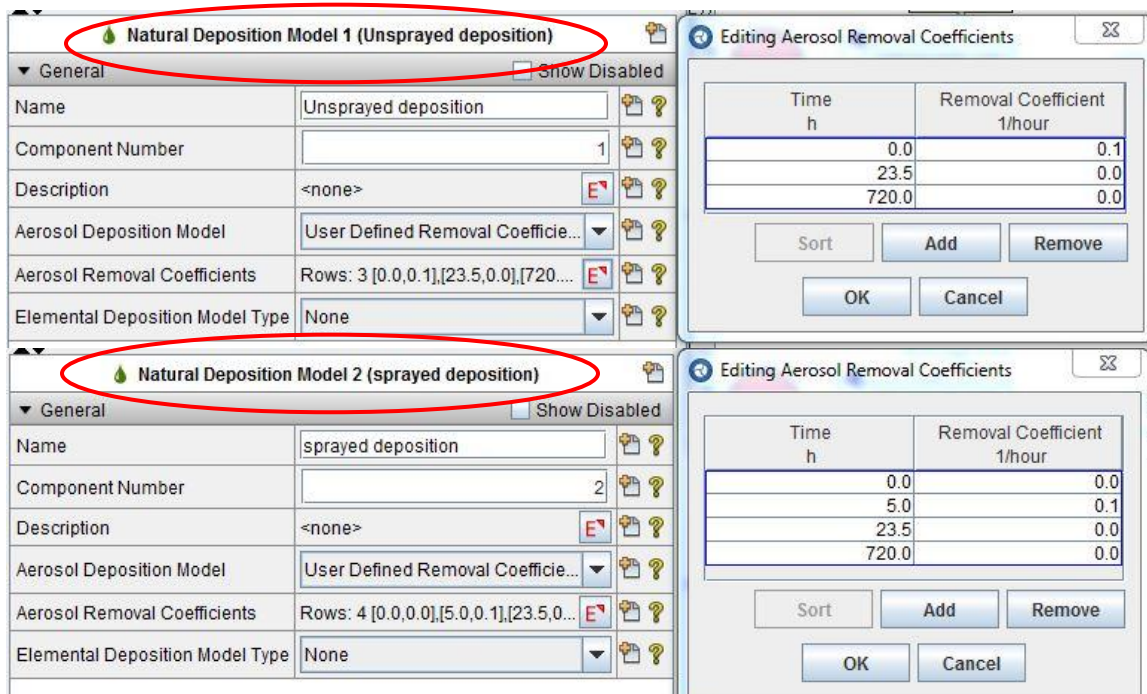 Natural Deposition Model 1 (Unsprayed deposition)
General Show Disabled
Name Unsprayed deposition
Component Number 1
Description <none> E
Aerosol Deposition Model User Defined Removal Coefficie...
Aerosol Removal Coefficients Rows: 3 [0.0,0.1],[23.5,0.0],[720.... E
Elemental Deposition Model Type None
Editing Aerosol Removal Coefficients
Time Removal Coefficient
h 1/hour
0.0 0.1
23.5 0.0
720.0 0.0
Sort Add Remove
OK Cancel
Natural Deposition Model 2 (sprayed deposition)
General Show Disabled
Name sprayed deposition
Component Number 2
Description <none> E
Aerosol Deposition Model User Defined Removal Coefficie...
Aerosol Removal Coefficients Rows: 4 [0.0,0.0],[5.0,0.1],[23.5,0... E
Elemental Deposition Model Type None
Editing Aerosol Removal Coefficients
Time Removal Coefficient
h 1/hour
0.0 0.0
5.0 0.1
23.5 0.0
720.0 0.0
Sort Add Remove
OK Cancel